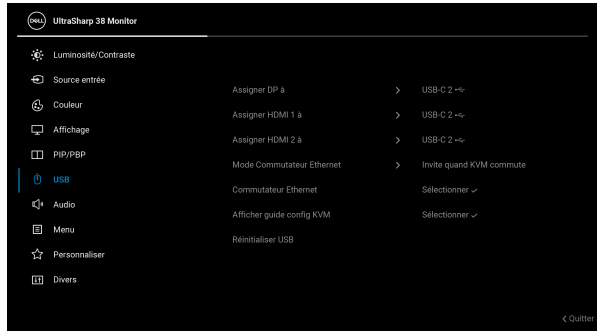 DELL UltraSharp 38 Monitor
Luminosité/Contraste
Source entrée
Couleur
Affichage
PIP/PBP
USB
Audio
Menu
Personnaliser
Divers
Assigner DP à > USB-C 2
Assigner HDMI 1 à > USB-C 2
Assigner HDMI 2 à > USB-C 2
Mode Commutateur Ethernet > Invite quand KVM commute
Commutateur Ethernet Sélectionner ✓
Afficher guide config KVM Sélectionner ✓
Réinitialiser USB
< Quitter